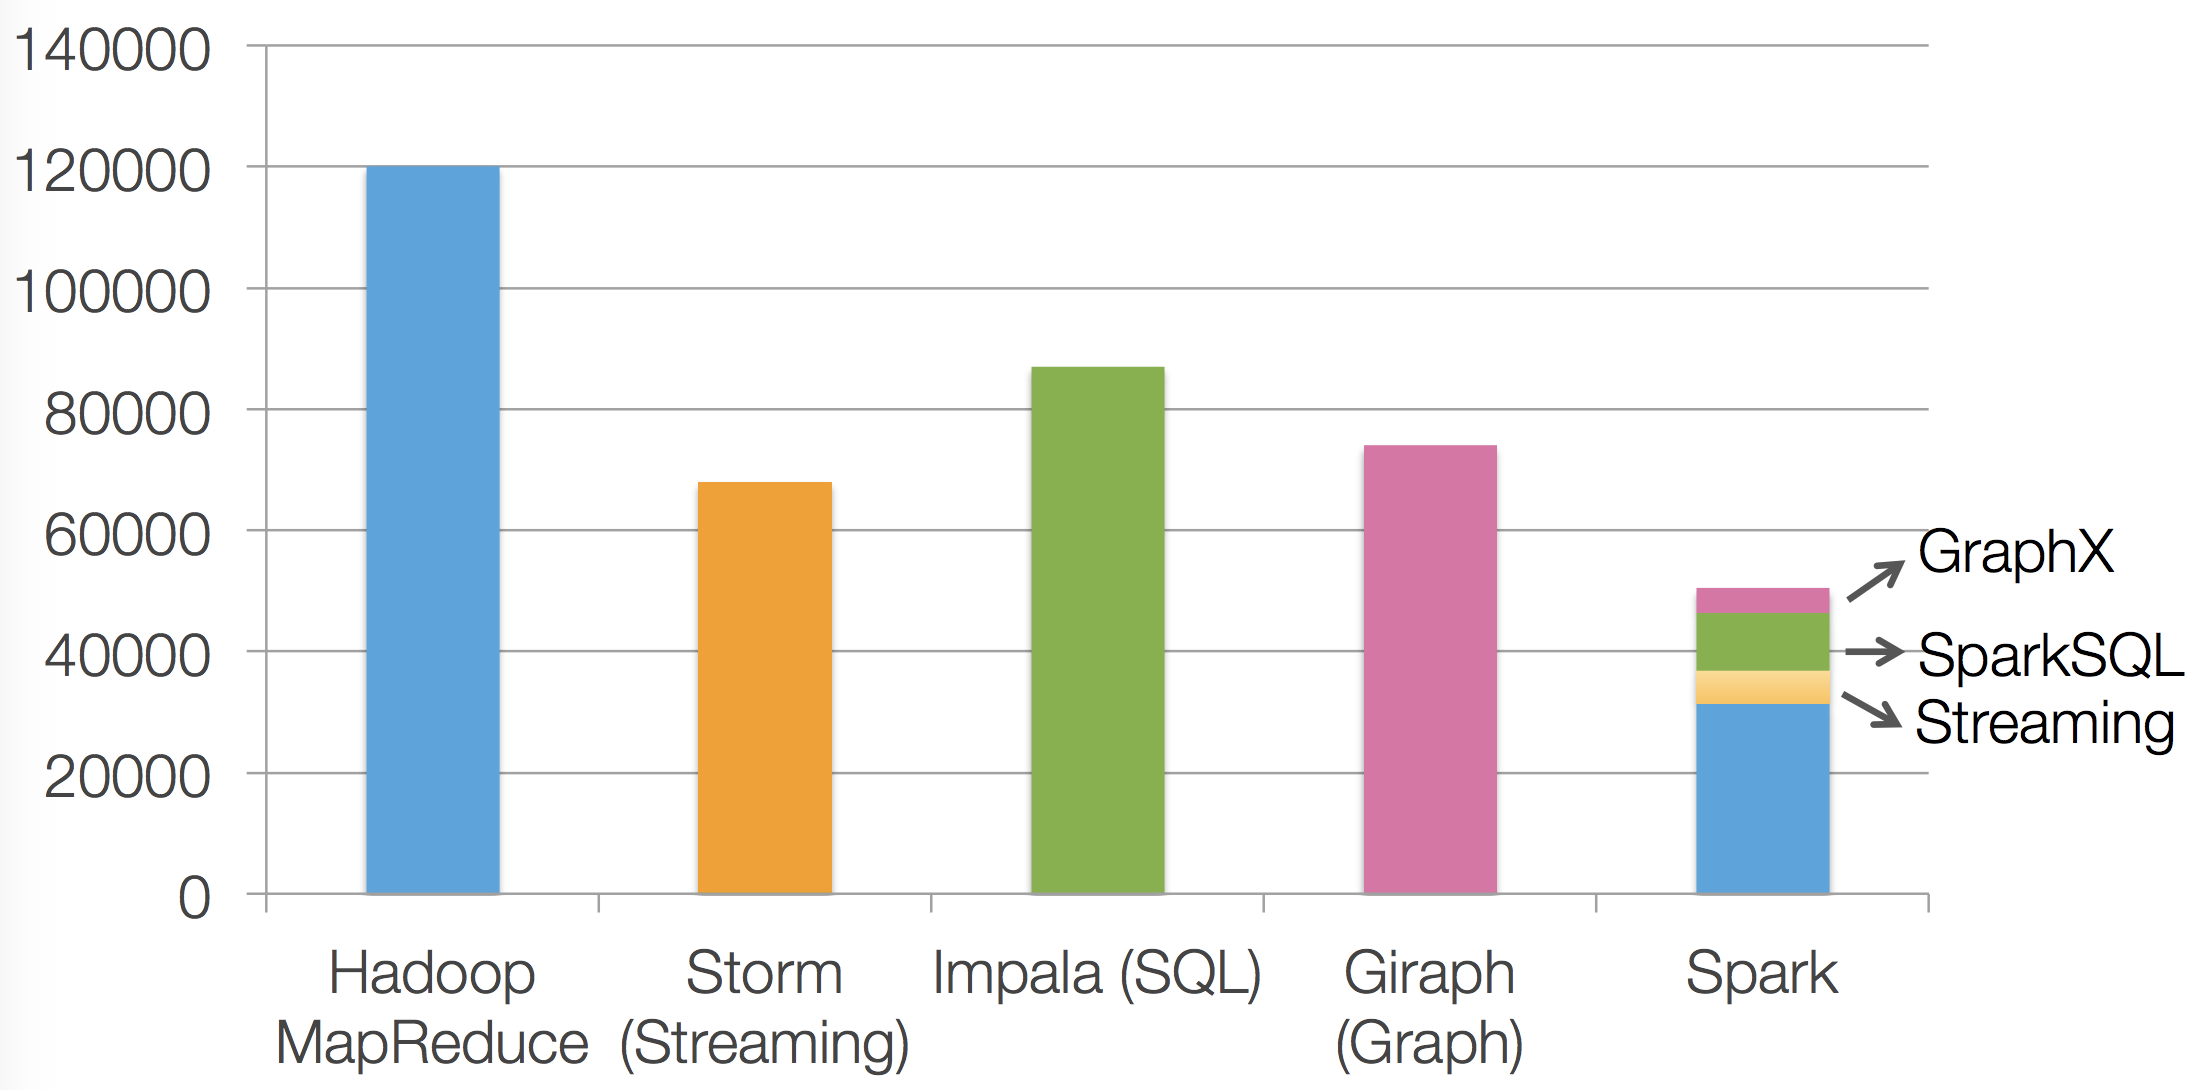 140000
120000
100000
80000
60000
40000
20000
0
GraphX
SparkSQL
Streaming
Hadoop
MapReduce
Storm
(Streaming)
Impala (SQL)
Giraph
(Graph)
Spark